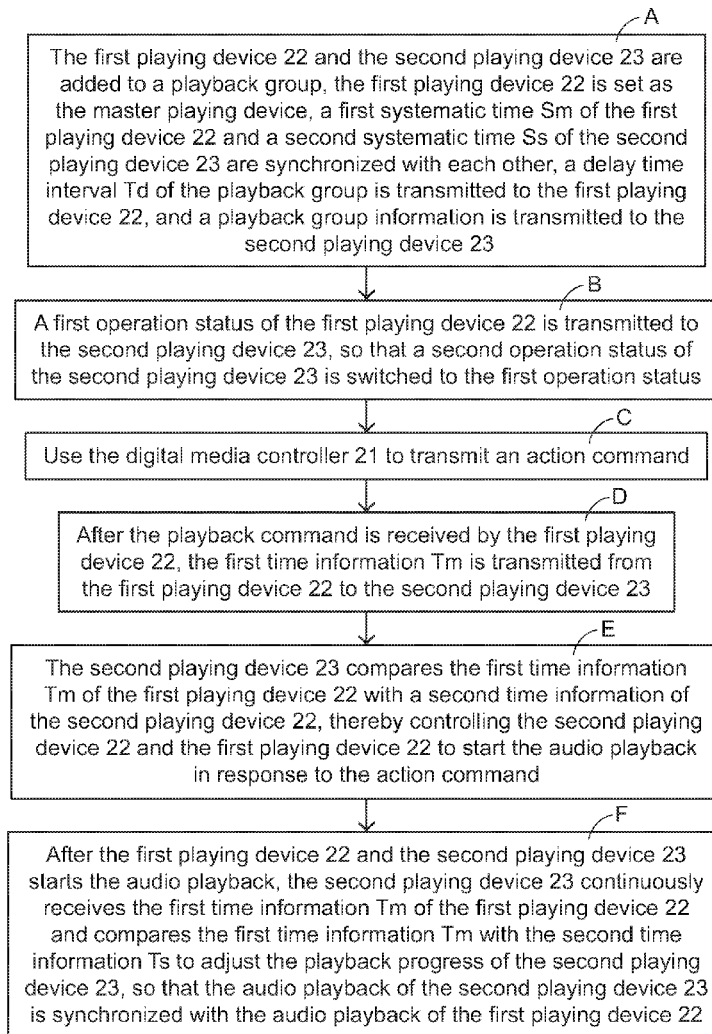 A
The first playing device 22 and the second playing device 23 are
added to a playback group, the first playing device 22 is set as
the master playing device, a first systematic time Sm of the first
playing device 22 and a second systematic time Ss of the second
playing device 23 are synchronized with each other, a delay time
interval Td of the playback group is transmitted to the first playing
device 22, and a playback group information is transmitted to the
second playing device 23
B
A first operation status of the first playing device 22 is transmitted to
the second playing device 23, so that a second operation status of
the second playing device 23 is switched to the first operation status
C
Use the digital media controller 21 to transmit an action command
D
After the playback command is received by the first playing
device 22, the first time information Tm is transmitted from
the first playing device 22 to the second playing device 23
E
The second playing device 23 compares the first time information
Tm of the first playing device 22 with a second time information of
the second playing device 22, thereby controlling the second playing
device 22 and the first playing device 22 to start the audio playback
in response to the action command
F
After the first playing device 22 and the second playing device 23
starts the audio playback, the second playing device 23 continuously
receives the first time information Tm of the first playing device 22
and compares the first time information Tm with the second time
information Ts to adjust the playback progress of the second playing
device 23, so that the audio playback of the second playing device 23
is synchronized with the audio playback of the first playing device 22